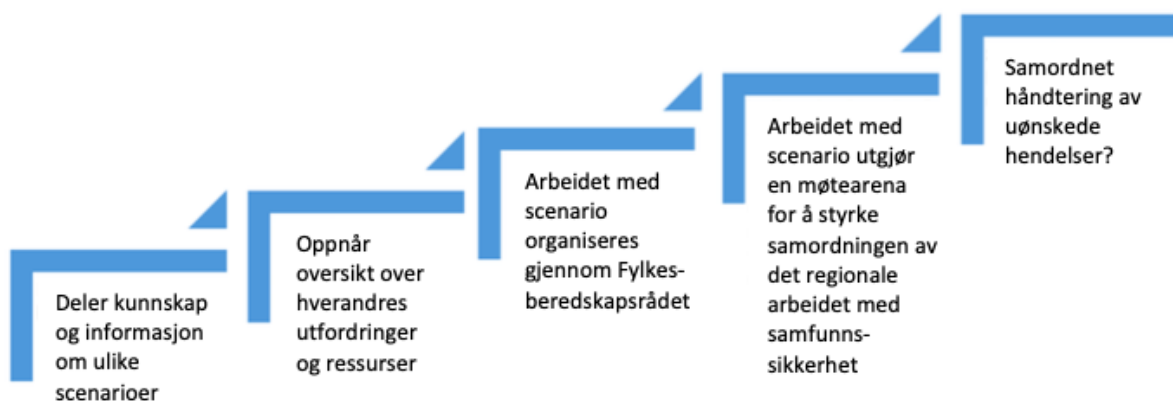 Deler kunnskap
og informasjon
om ulike
scenarioer
Oppnår
oversikt over
hverandres
utfordringer
og ressurser
Arbeidet med
scenario
organiseres
gjennom Fylkes-
beredskapsrådet
Arbeidet med
scenario utgjør
en møtearena
for å styrke
samordningen av
det regionale
arbeidet med
samfunns-
sikkerhet
Samordnet
håndtering av
uønskede
hendelser?